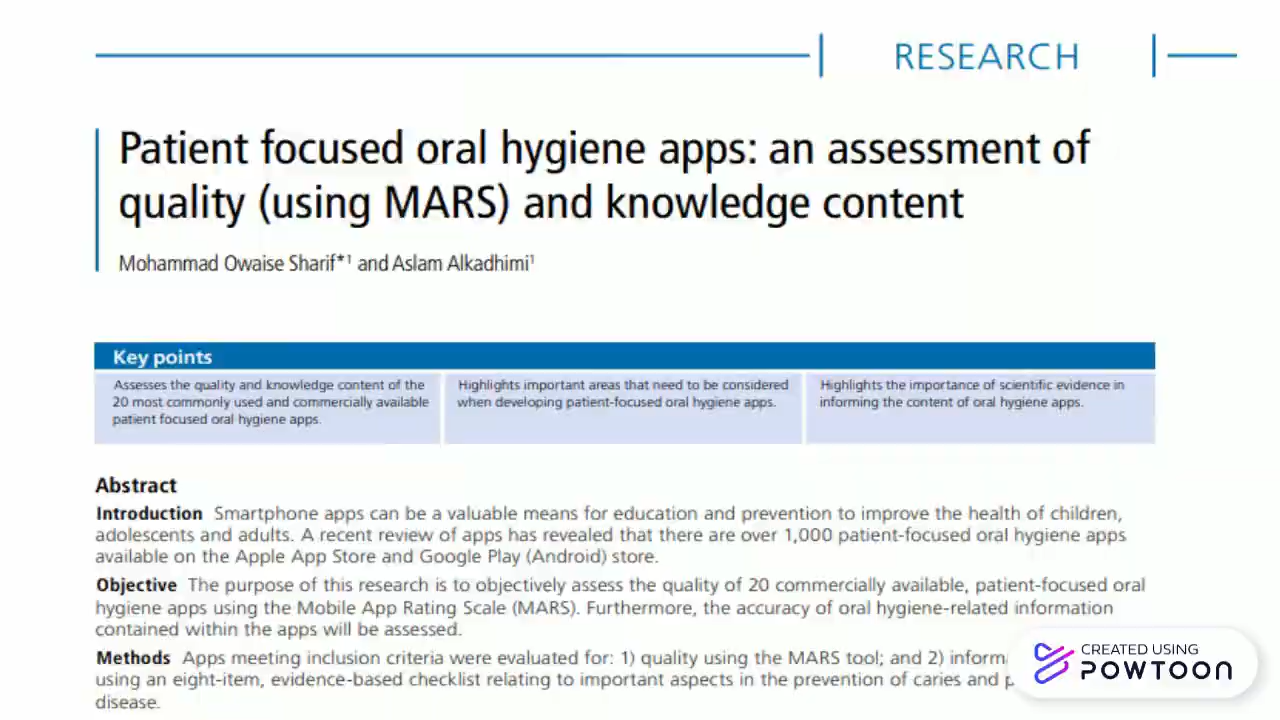 RESEARCH
Patient focused oral hygiene apps: an assessment of
quality (using MARS) and knowledge content
Mohammad Owaise Sharif*¹ and Aslam Alkadhimi¹
Key points
Assesses the quality and knowledge content of the
20 most commonly used and commercially available
patient focused oral hygiene apps.
Highlights important areas that need to be considered
when developing patient-focused oral hygiene apps.
Highlights the importance of scientific evidence in
informing the content of oral hygiene apps.
Abstract
Introduction Smartphone apps can be a valuable means for education and prevention to improve the health of children,
adolescents and adults. A recent review of apps has revealed that there are over 1,000 patient-focused oral hygiene apps
available on the Apple App Store and Google Play (Android) store.
Objective The purpose of this research is to objectively assess the quality of 20 commercially available, patient-focused oral
hygiene apps using the Mobile App Rating Scale (MARS). Furthermore, the accuracy of oral hygiene-related information
contained within the apps will be assessed.
Methods Apps meeting inclusion criteria were evaluated for: 1) quality using the MARS tool; and 2)
using an eight-item, evidence-based checklist relating to important aspects in the prevention of caries and
disease.
CREATED USING
POWTOON